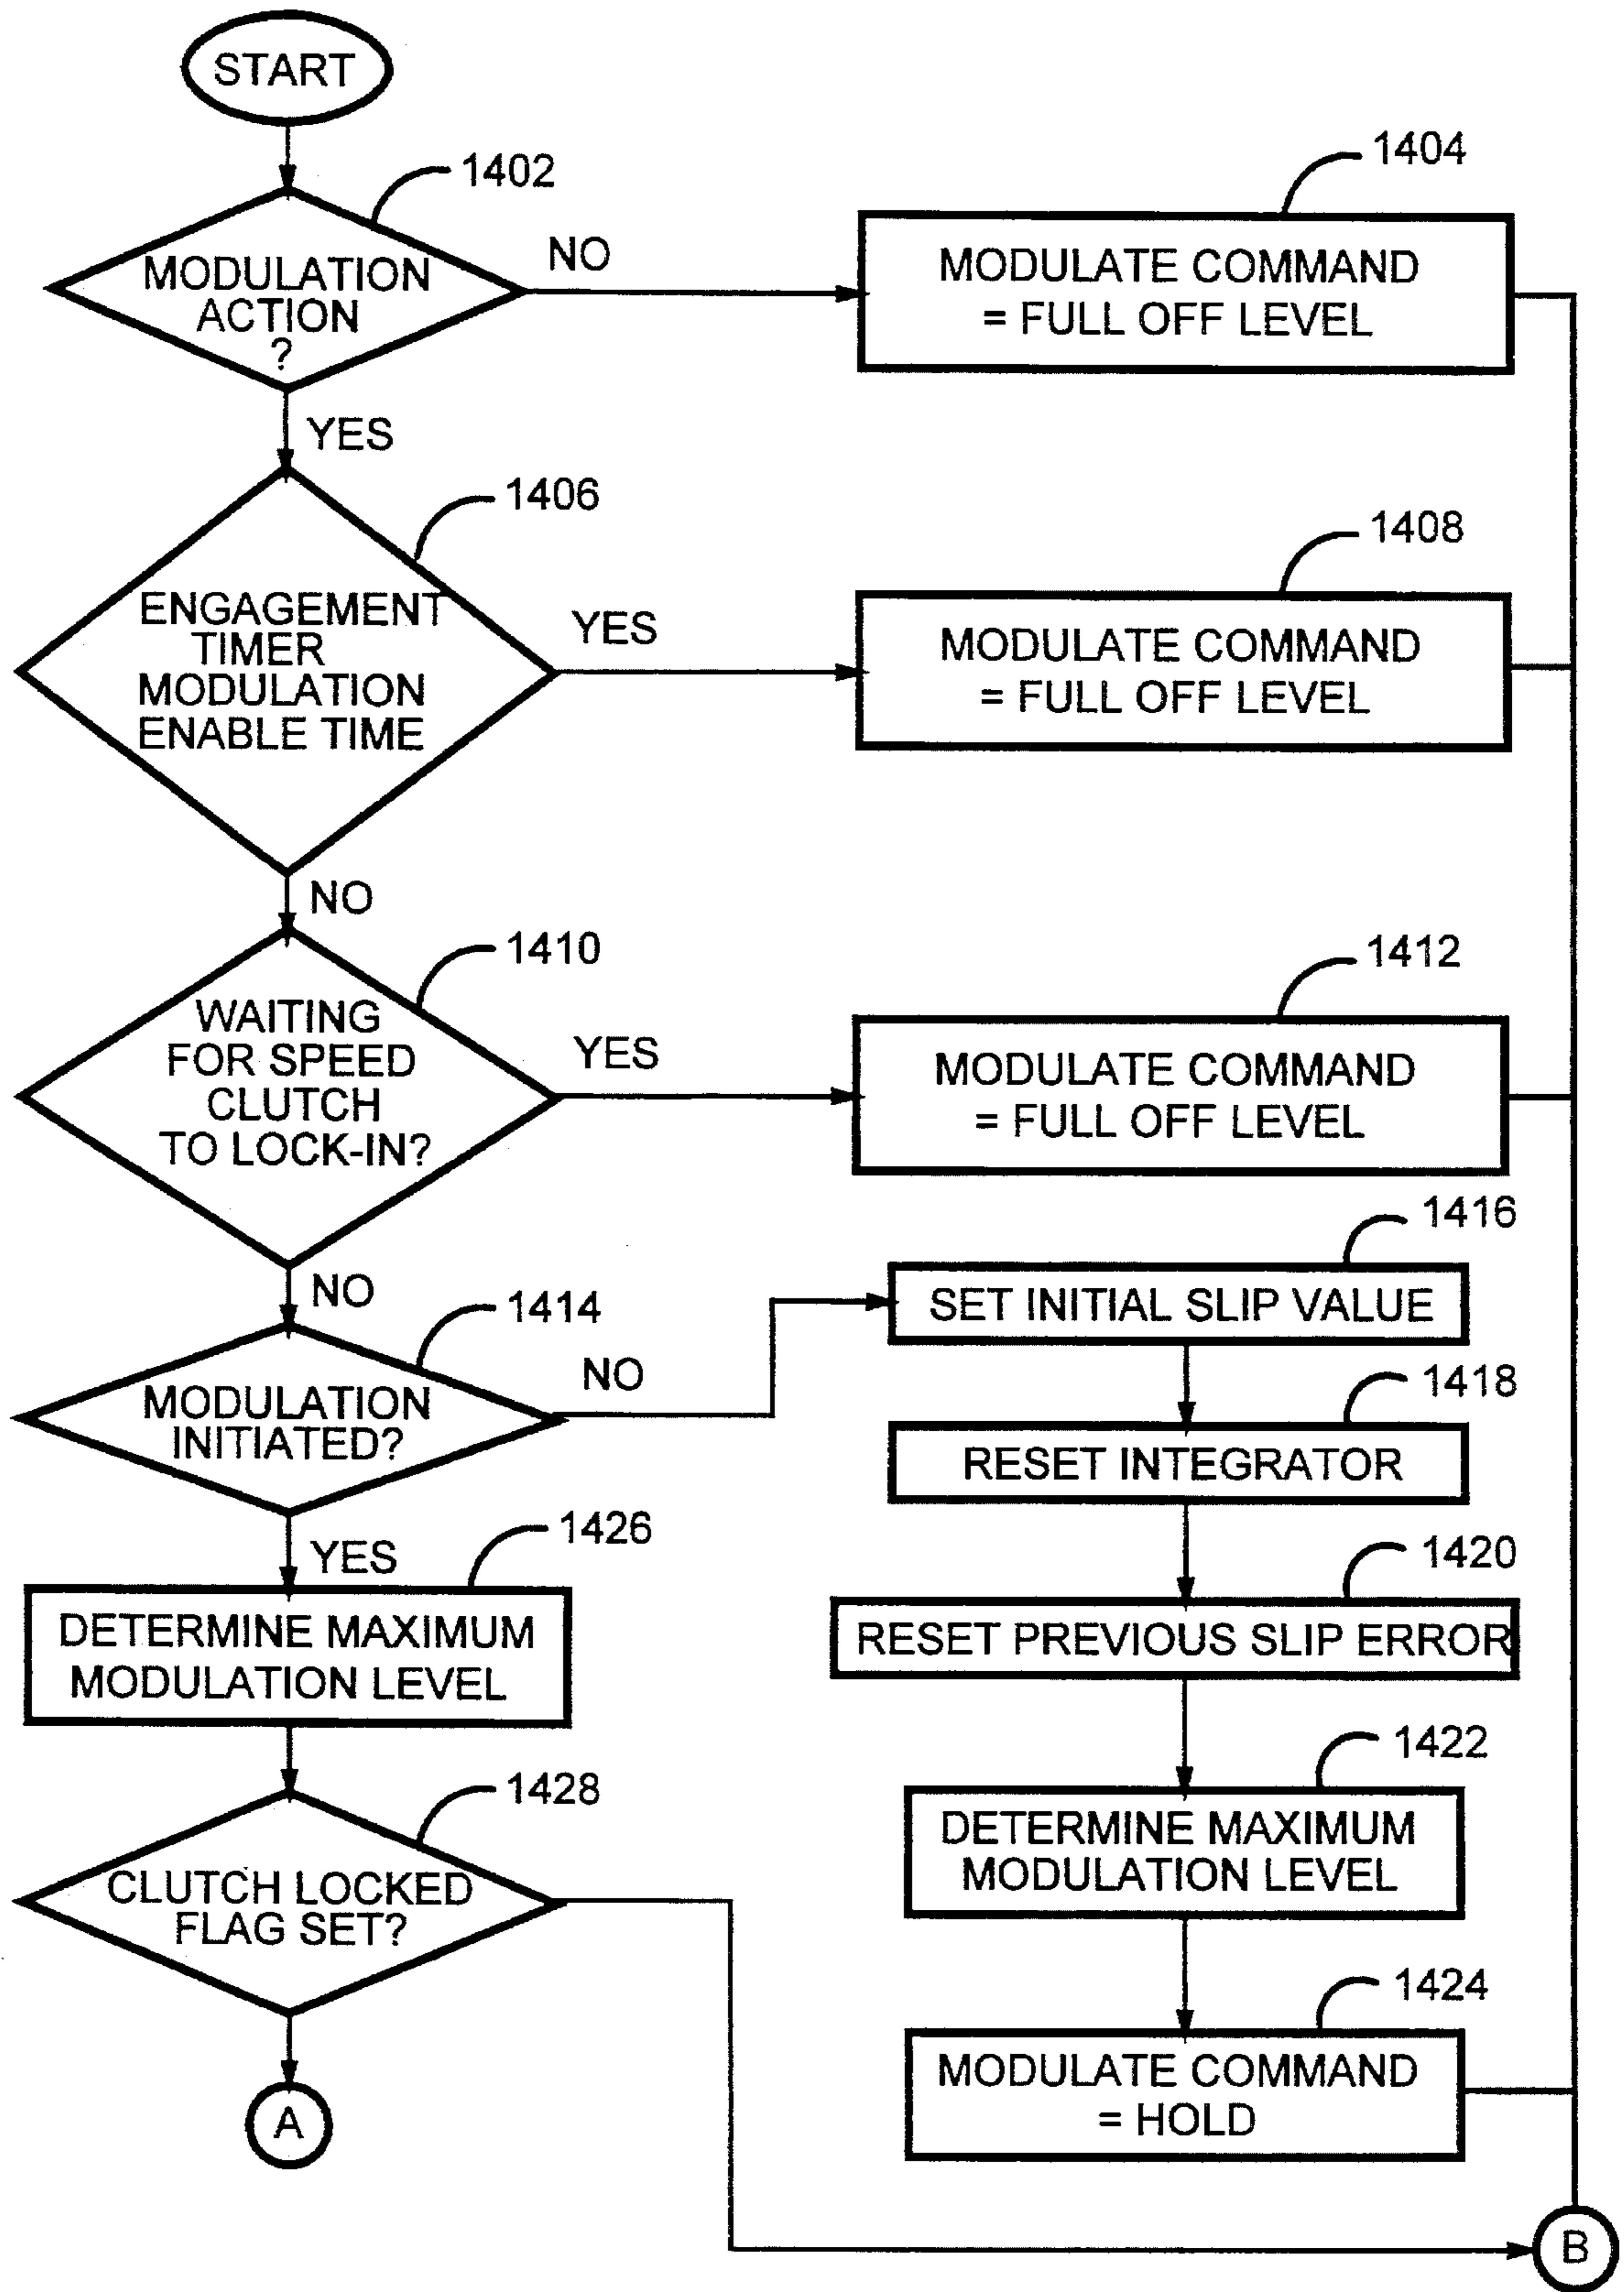 START
1402
MODULATION
ACTION
?
NO
1404
MODULATE COMMAND
= FULL OFF LEVEL
YES
1406
ENGAGEMENT
TIMER
MODULATION
ENABLE TIME
YES
1408
MODULATE COMMAND
= FULL OFF LEVEL
NO
1410
WAITING
FOR SPEED
CLUTCH
TO LOCK-IN?
YES
1412
MODULATE COMMAND
= FULL OFF LEVEL
NO
1414
MODULATION
INITIATED?
NO
1416
SET INITIAL SLIP VALUE
1418
RESET INTEGRATOR
1420
RESET PREVIOUS SLIP ERROR
1422
DETERMINE MAXIMUM
MODULATION LEVEL
1424
MODULATE COMMAND
= HOLD
YES
1426
DETERMINE MAXIMUM
MODULATION LEVEL
1428
CLUTCH LOCKED
FLAG SET?
A
B